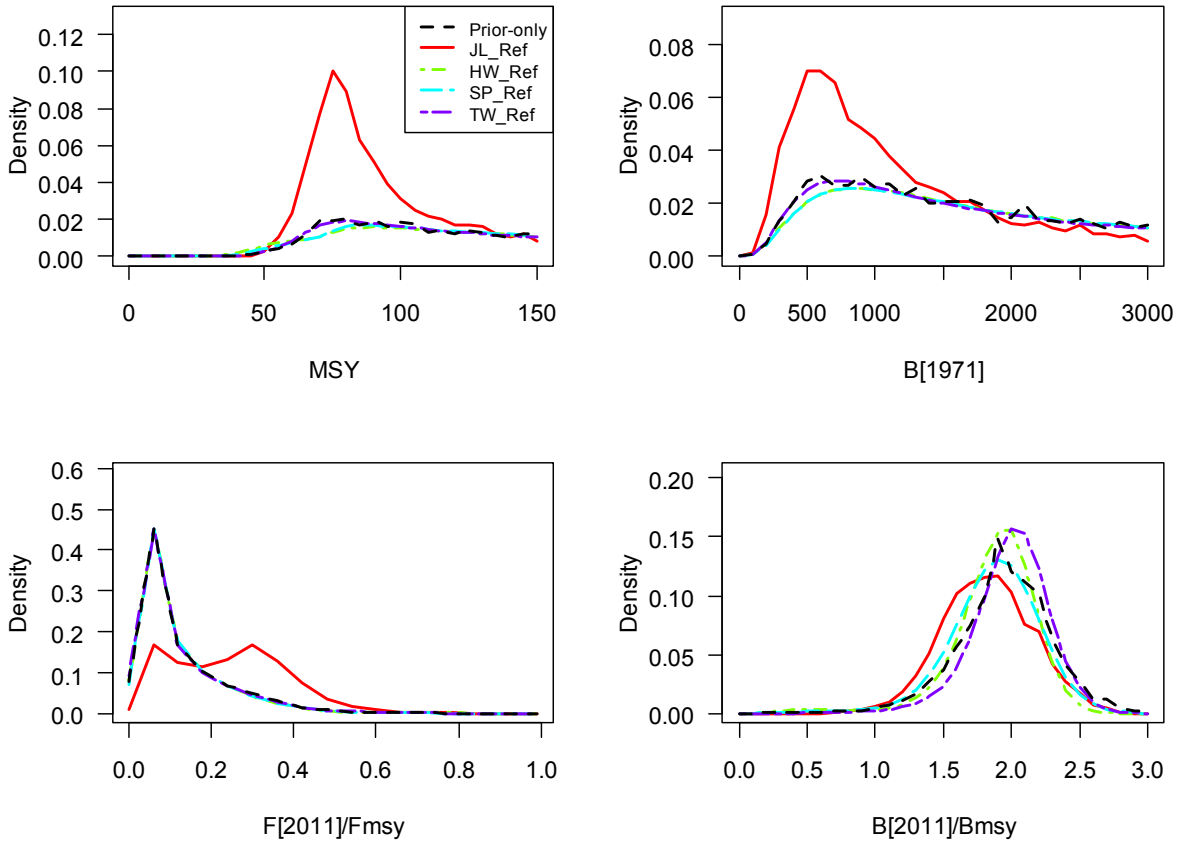 Density
0.12
0.10
0.08
0.06
0.04
0.02
0.00
Prior-only
JL_Ref
HW_Ref
SP_Ref
TW_Ref
0 50 100 150
MSY
Density
0.08
0.06
0.04
0.02
0.00
0 500 1000 2000 3000
B[1971]
Density
0.6
0.5
0.4
0.3
0.2
0.1
0.0
0.0 0.2 0.4 0.6 0.8 1.0
F[2011]/Fmsy
Density
0.20
0.15
0.10
0.05
0.00
0.0 0.5 1.0 1.5 2.0 2.5 3.0
B[2011]/Bmsy